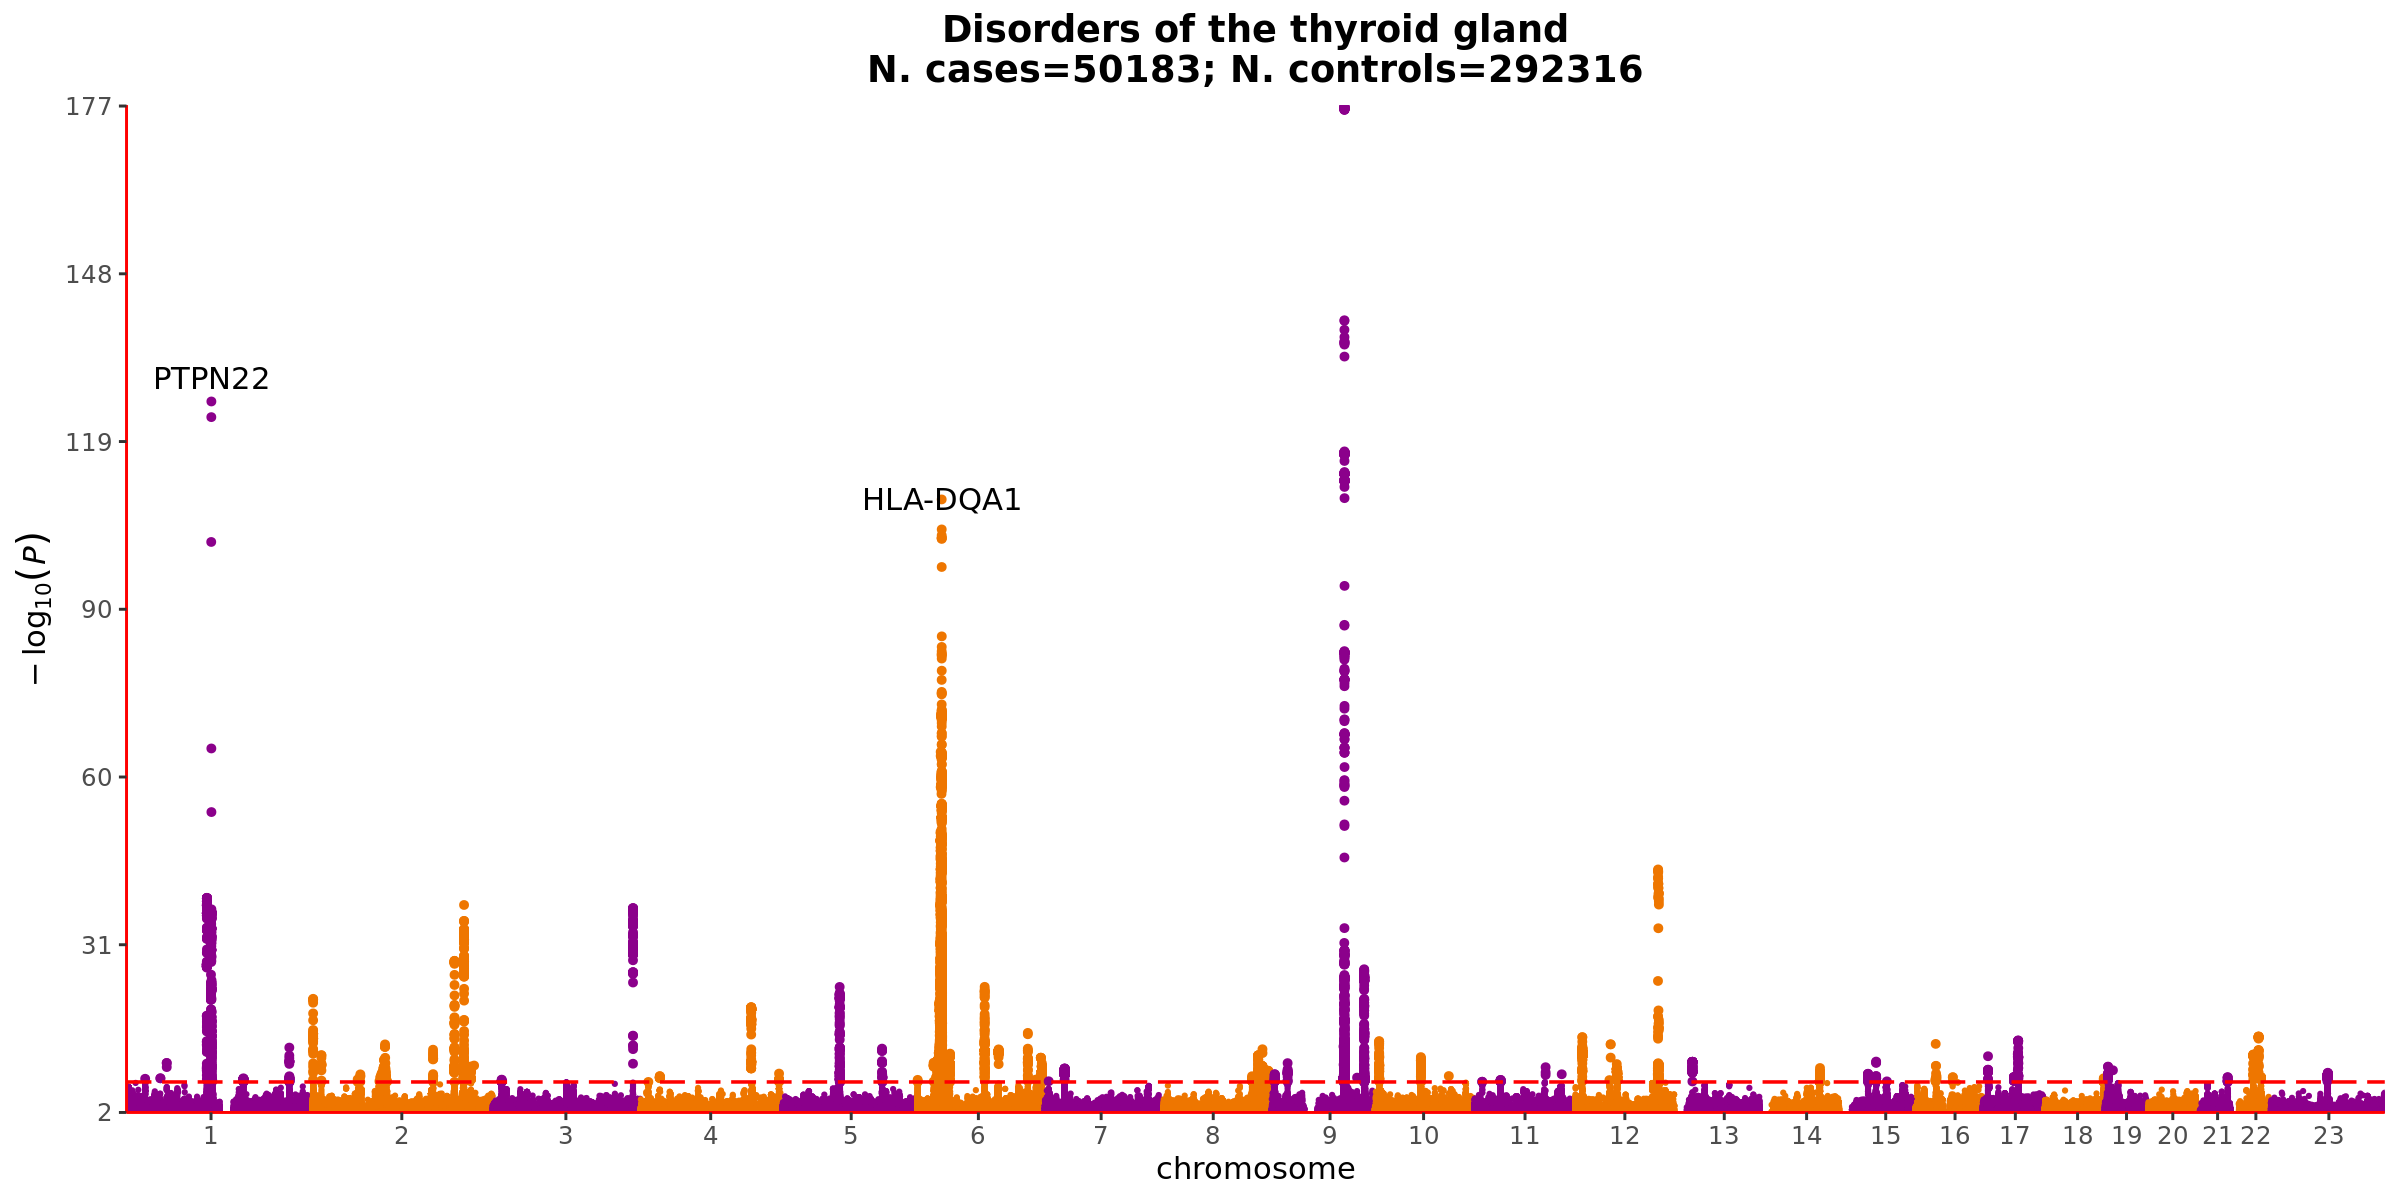 Disorders of the thyroid gland
N. cases=50183; N. controls=292316
177
148
119
90
60
31
2
− log10(P)
PTPN22
HLA-DQA1
1 2 3 4 5 6 7 8 9 10 11 12 13 14 15 16 17 18 19 20 21 22 23
chromosome